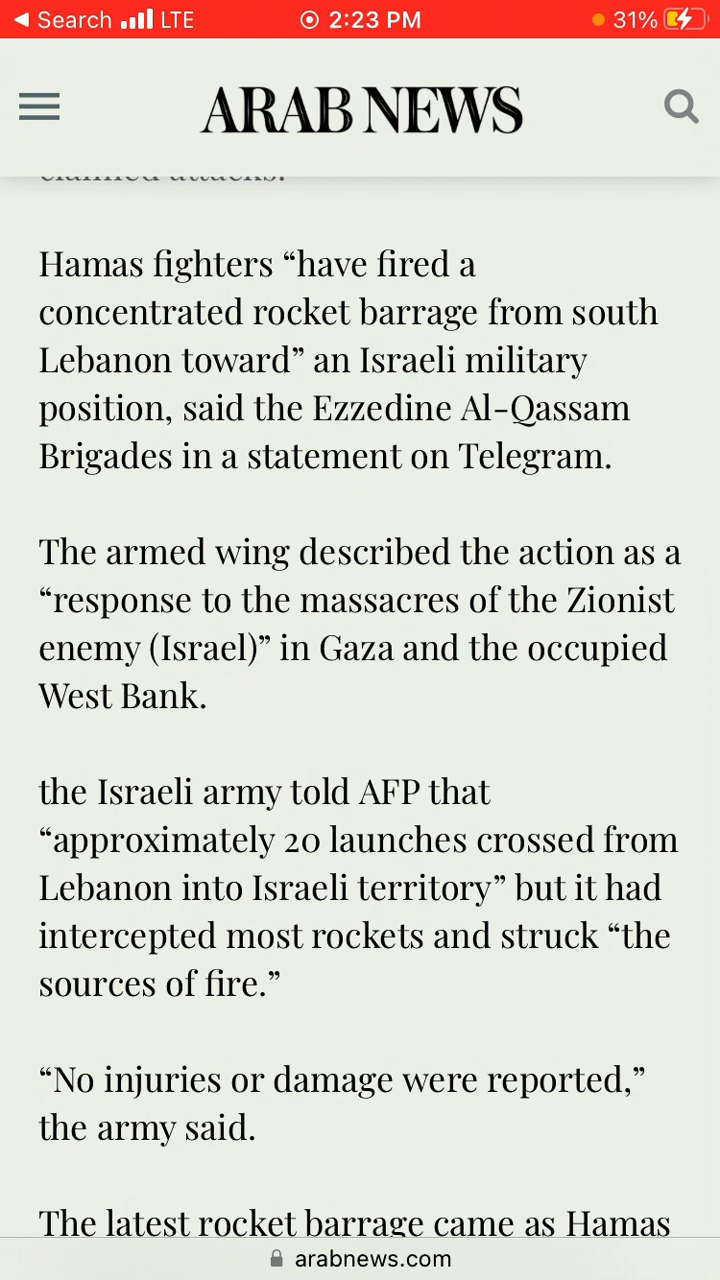 Search LTE 2:23 PM 31%
ARAB NEWS
claimed attacks.
Hamas fighters “have fired a
concentrated rocket barrage from south
Lebanon toward” an Israeli military
position, said the Ezzedine Al-Qassam
Brigades in a statement on Telegram.
The armed wing described the action as a
“response to the massacres of the Zionist
enemy (Israel)” in Gaza and the occupied
West Bank.
the Israeli army told AFP that
“approximately 20 launches crossed from
Lebanon into Israeli territory” but it had
intercepted most rockets and struck “the
sources of fire.”
“No injuries or damage were reported,”
the army said.
The latest rocket barrage came as Hamas
arabnews.com